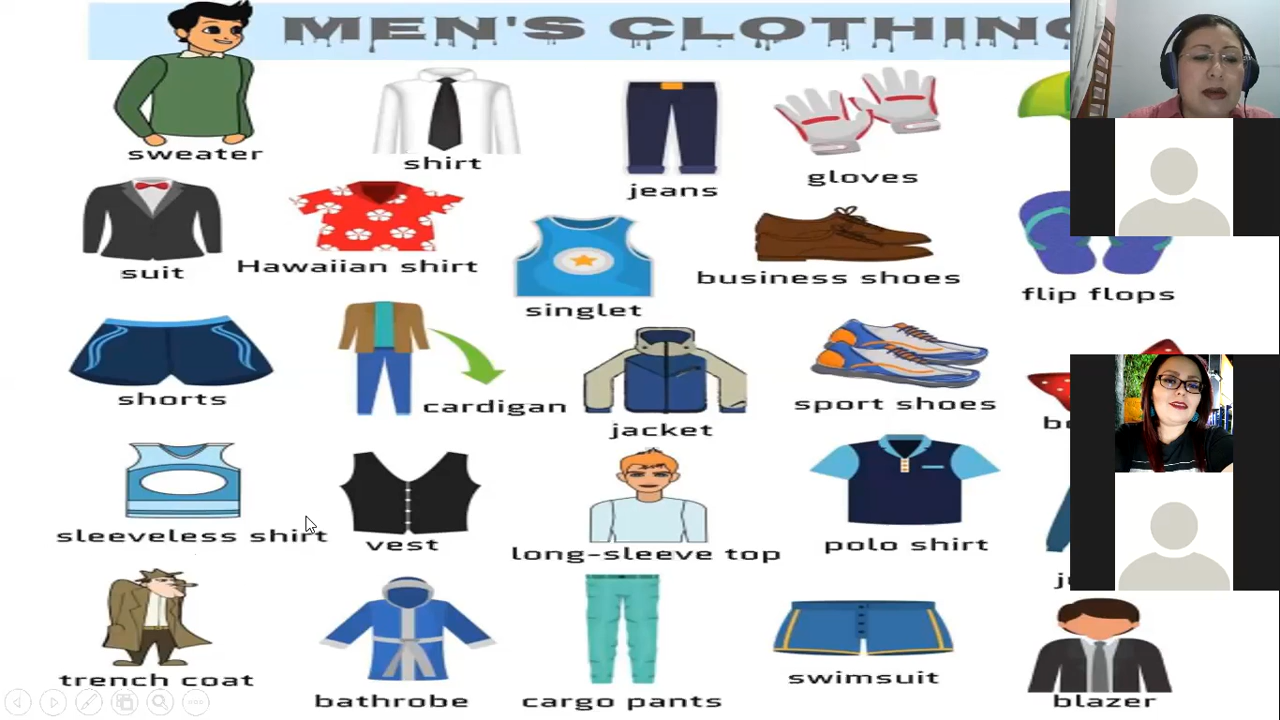 MEN'S CLOTHING
sweater
shirt
jeans
gloves
suit
Hawaiian shirt
singlet
business shoes
flip flops
shorts
cardigan
jacket
sport shoes
sleeveless shirt
vest
long-sleeve top
polo shirt
trench coat
bathrobe
cargo pants
swimsuit
blazer